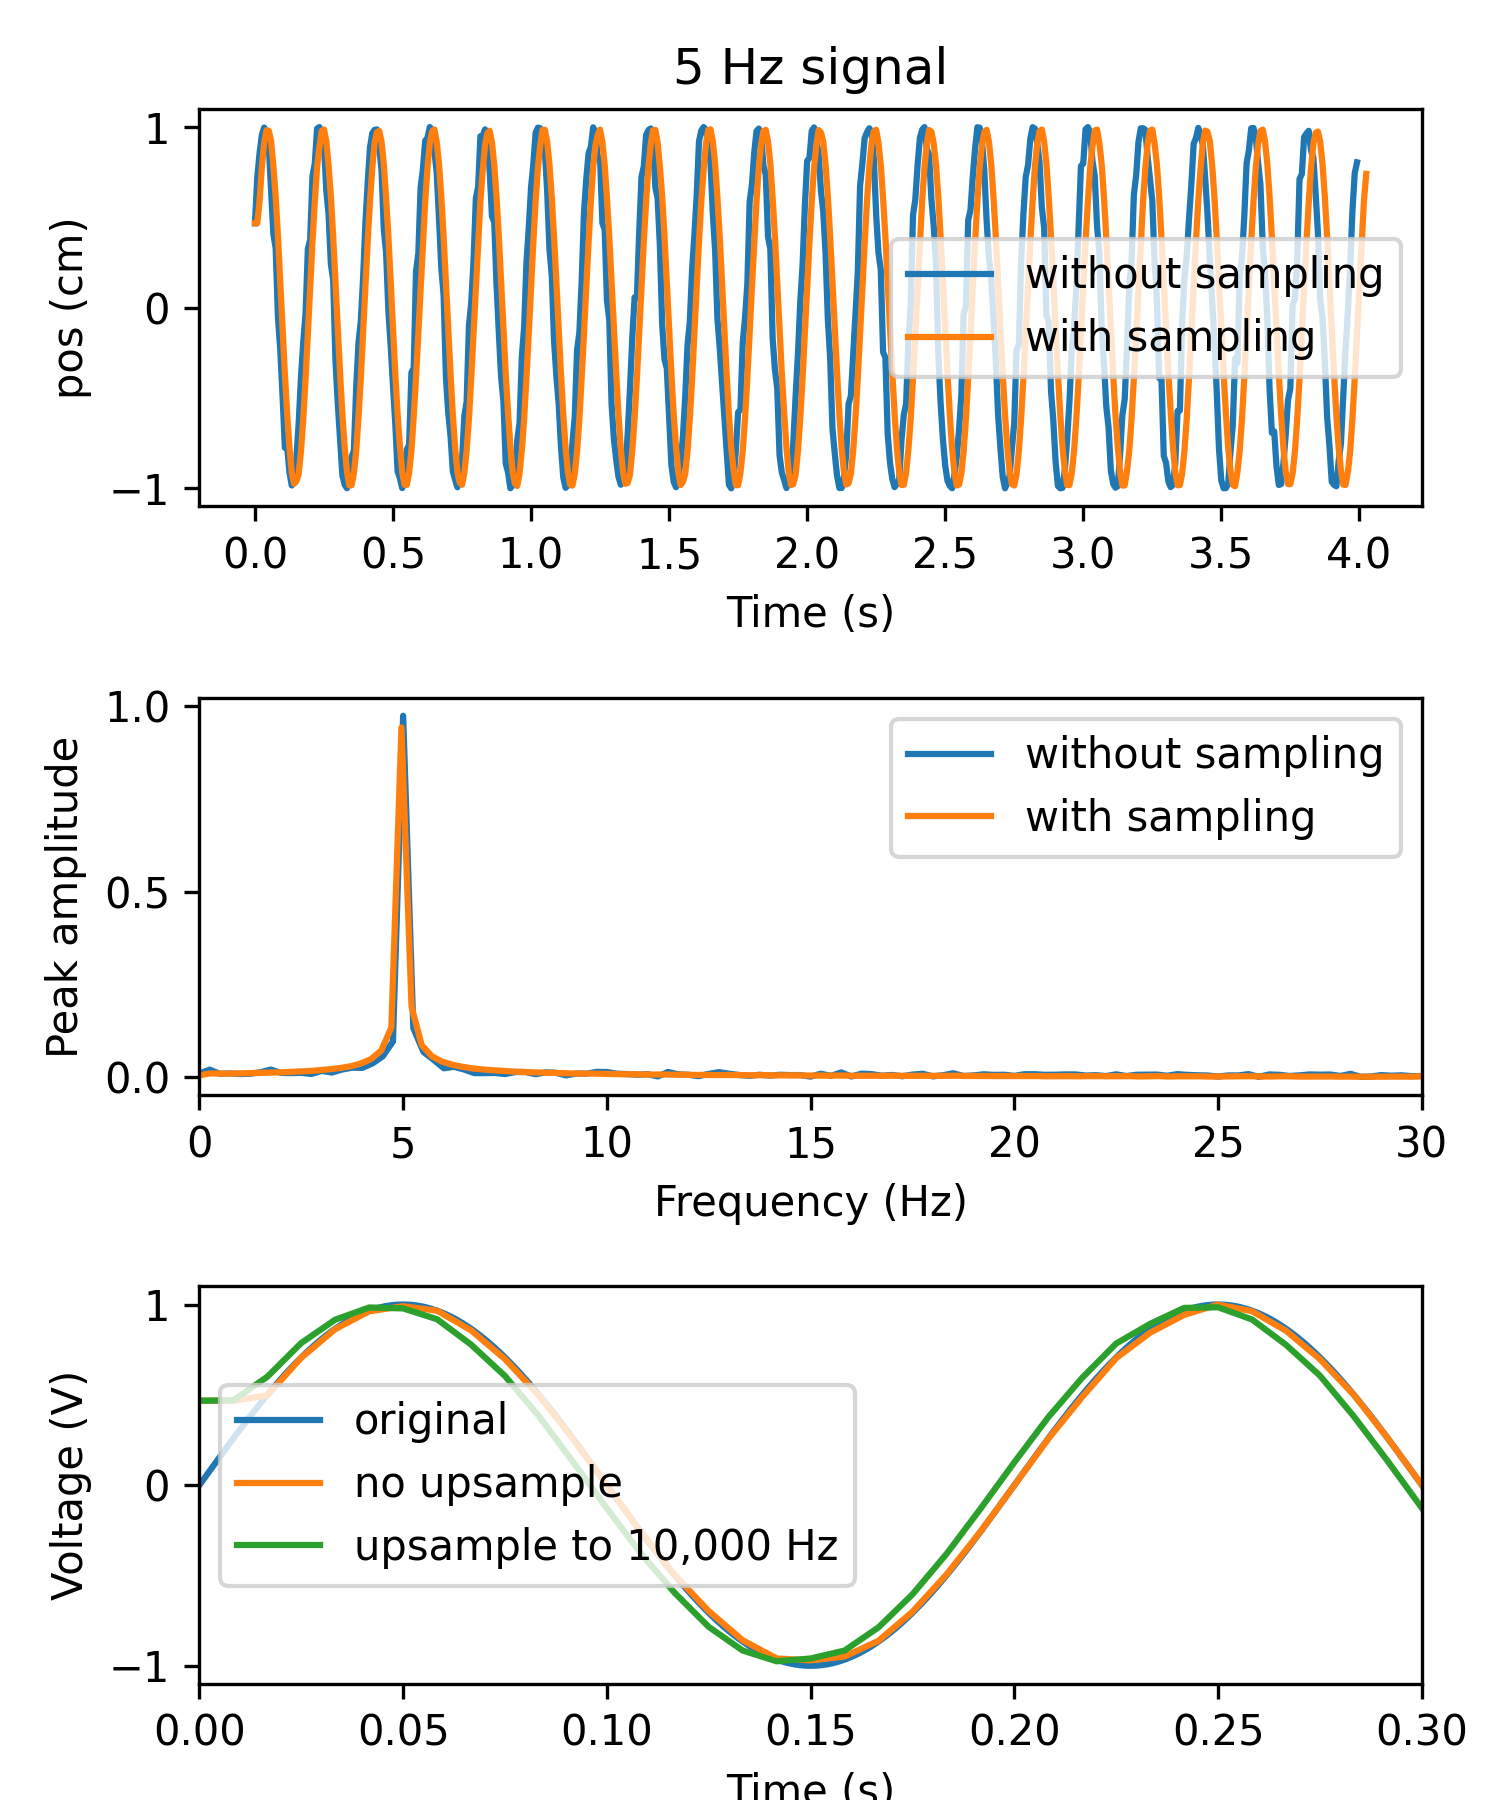 5 Hz signal
1
0
−1
pos (cm)
without sampling
with sampling
0.0 0.5 1.0 1.5 2.0 2.5 3.0 3.5 4.0
Time (s)
1.0
0.5
0.0
Peak amplitude
without sampling
with sampling
0 5 10 15 20 25 30
Frequency (Hz)
1
0
−1
Voltage (V)
original
no upsample
upsample to 10,000 Hz
0.00 0.05 0.10 0.15 0.20 0.25 0.30
Time (s)